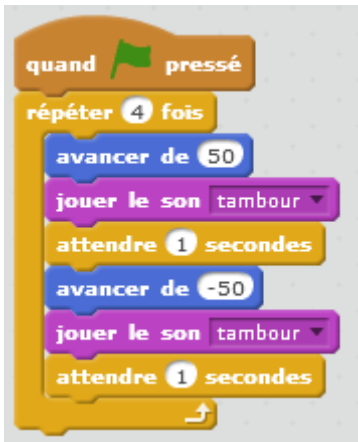 quand pressé
répéter 4 fois
avancer de 50
jouer le son tambour
attendre 1 secondes
avancer de -50
jouer le son tambour
attendre 1 secondes